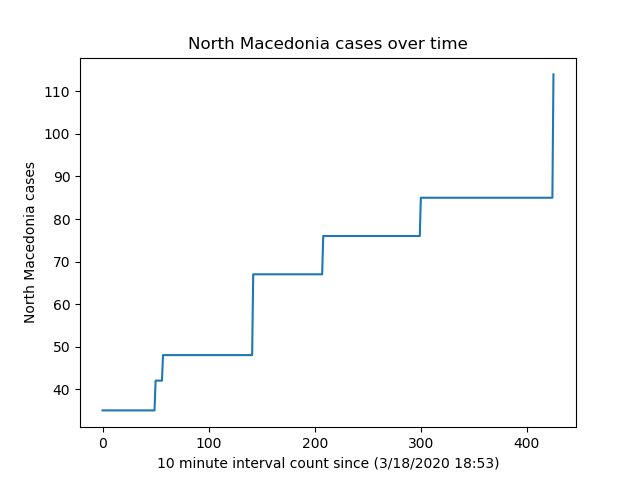 North Macedonia cases over time
110
100
90
80
70
60
50
40
North Macedonia cases
0 100 200 300 400
10 minute interval count since (3/18/2020 18:53)